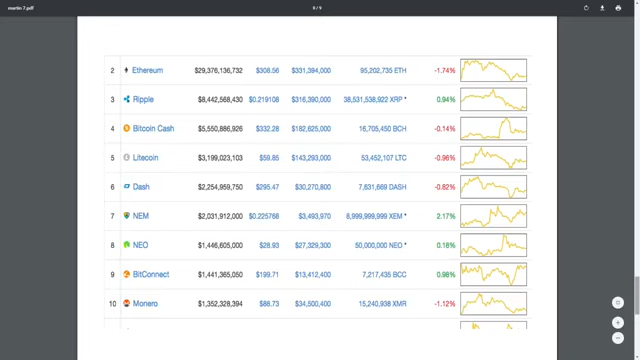 martin 7.pdf 8 / 9
2 Ethereum $29,376,136,732 $308.56 $331,394,000 95,202,735 ETH -1.74%
3 Ripple $8,442,568,430 $0.219108 $316,390,000 38,531,538,922 XRP * 0.94%
4 Bitcoin Cash $5,550,886,926 $332.28 $182,625,000 16,705,450 BCH -0.14%
5 Litecoin $3,199,023,103 $59.85 $143,293,000 53,452,107 LTC -0.96%
6 Dash $2,254,959,750 $295.47 $30,270,800 7,631,669 DASH -0.82%
7 NEM $2,031,912,000 $0.225768 $3,493,970 8,999,999,999 XEM * 2.17%
8 NEO $1,446,605,000 $28.93 $27,329,300 50,000,000 NEO * 0.18%
9 BitConnect $1,441,365,050 $199.71 $13,412,400 7,217,435 BCC 0.98%
10 Monero $1,352,328,394 $88.73 $34,500,400 15,240,938 XMR -1.12%